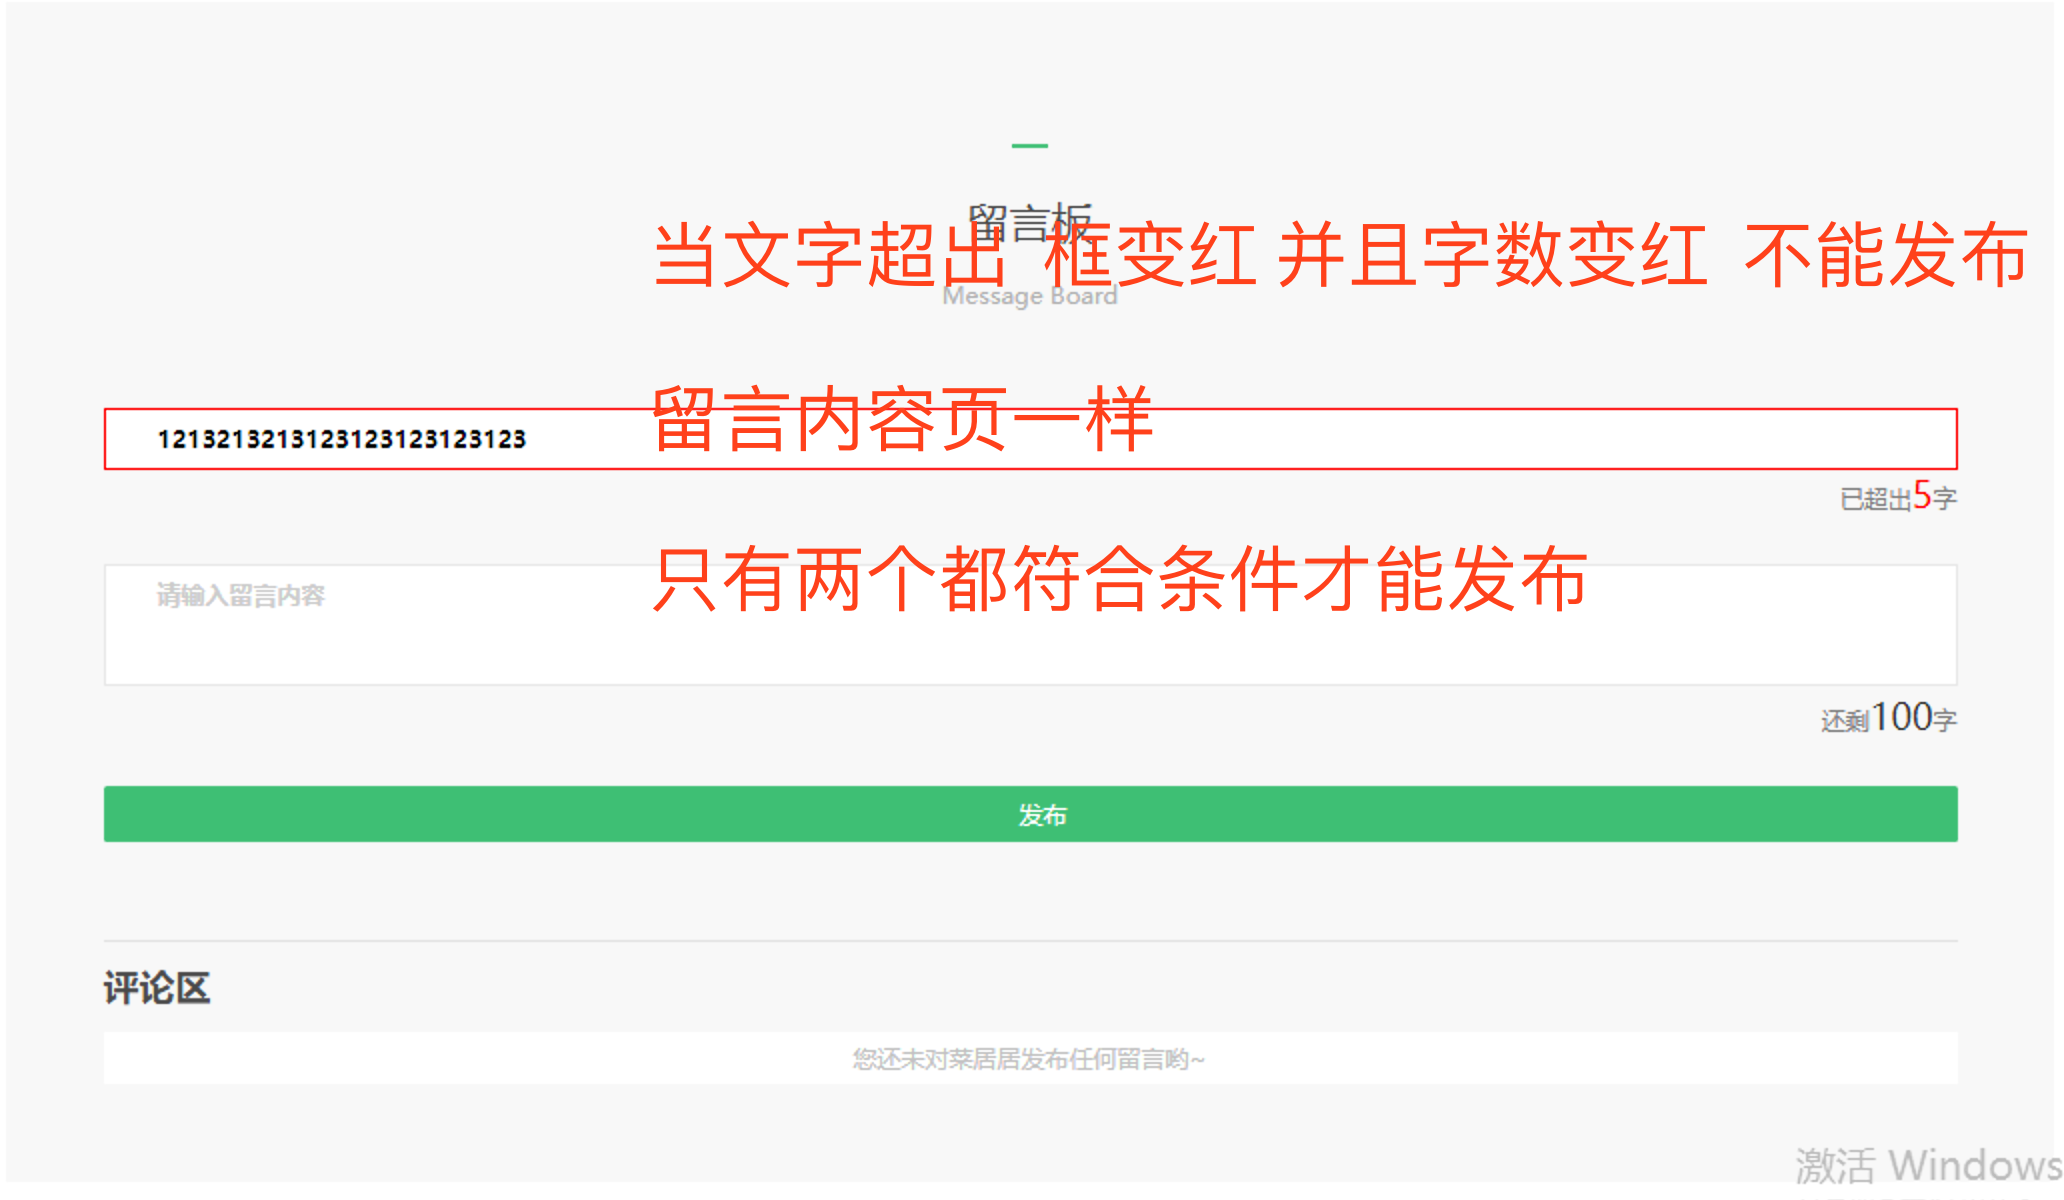 留言板
当文字超出 框变红 并且字数变红 不能发布
Message Board
留言内容页一样
1213213213123123123123123
已超出5字
只有两个都符合条件才能发布
请输入留言内容
还剩100字
发布
评论区
您还未对菜居居发布任何留言哟~
激活 Windows